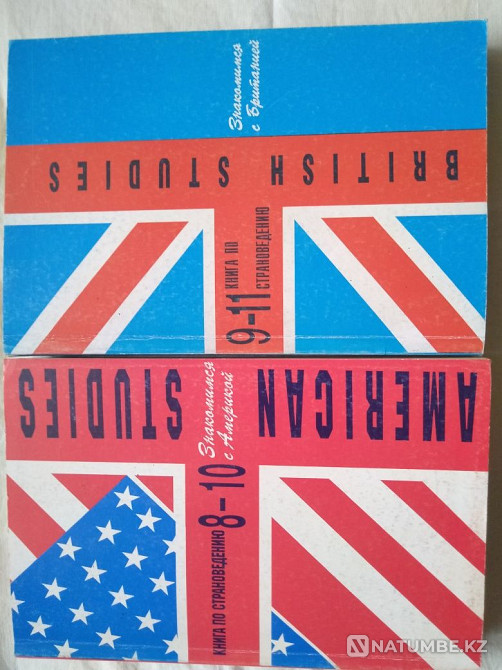 Знакомимся
с Британией
BRITISH STUDIES
КНИГА ПО
СТРАНОВЕДЕНИЮ
9-11
AMERICAN
STUDIES
Знакомимся
с Америкой
8-10
КНИГА ПО СТРАНОВЕДЕНИЮ
NATUMBE.KZ